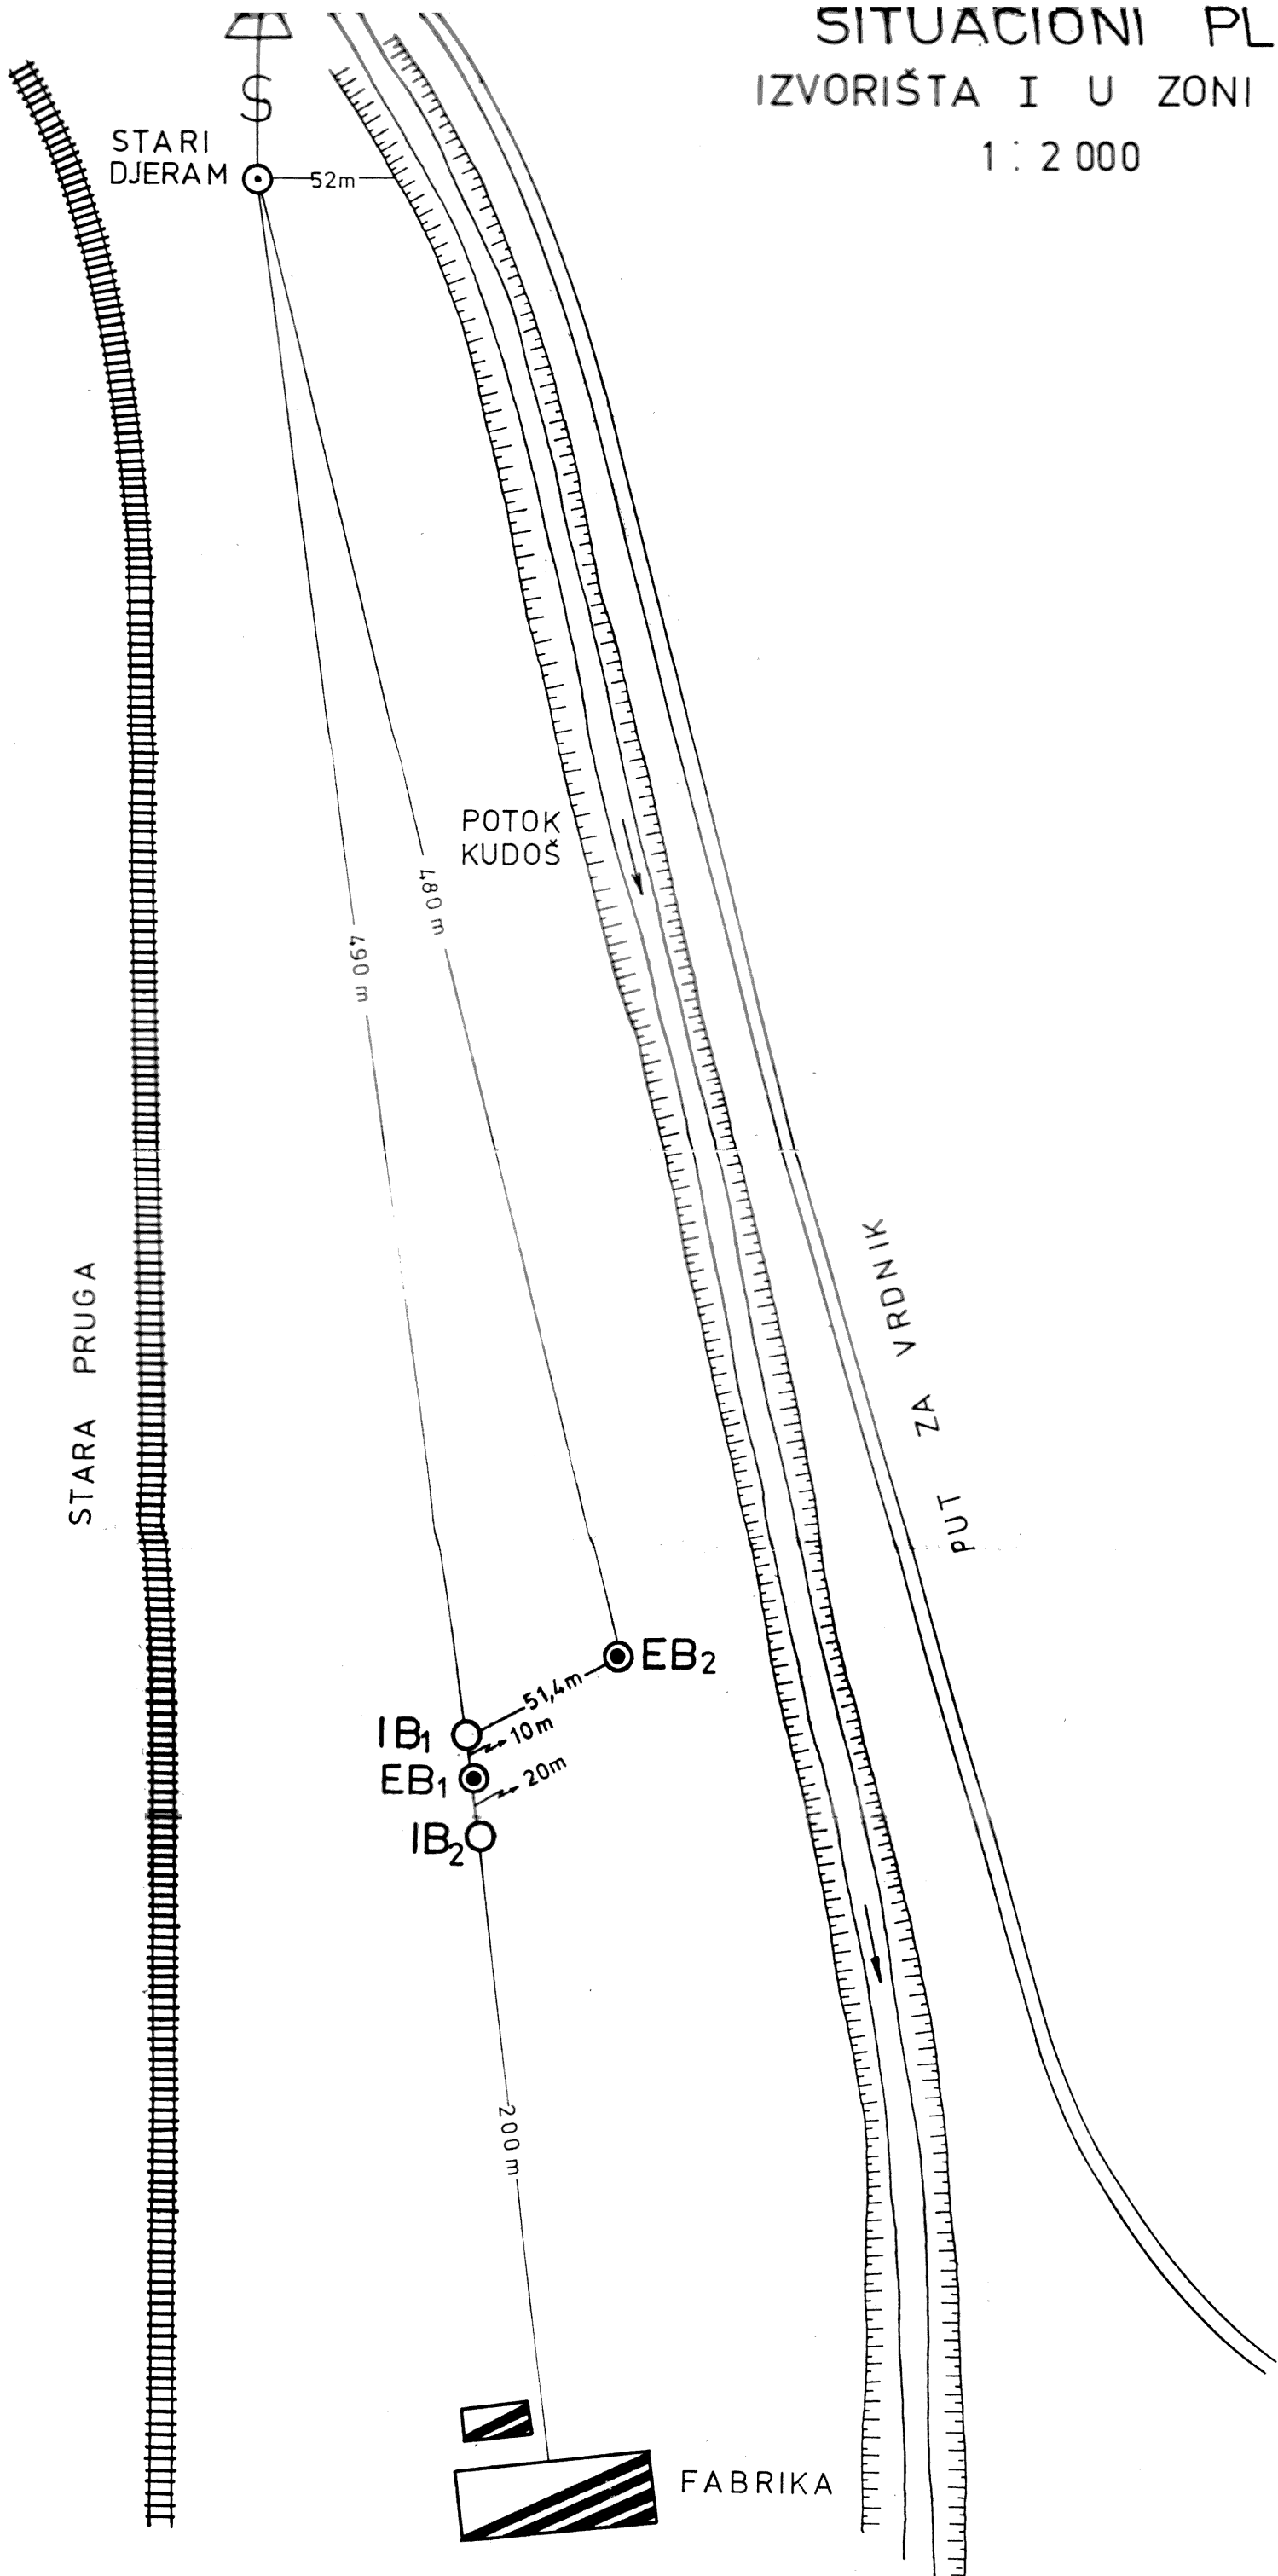 SITUACIONI PL
IZVORIŠTA I U ZONI
1 : 2 000
S
STARI
DJERAM
52m
POTOK
KUDOŠ
480 m
490 m
STARA PRUGA
PUT ZA VRDNIK
EB2
51,4m
IB1
10m
EB1
20m
IB2
200m
FABRIKA